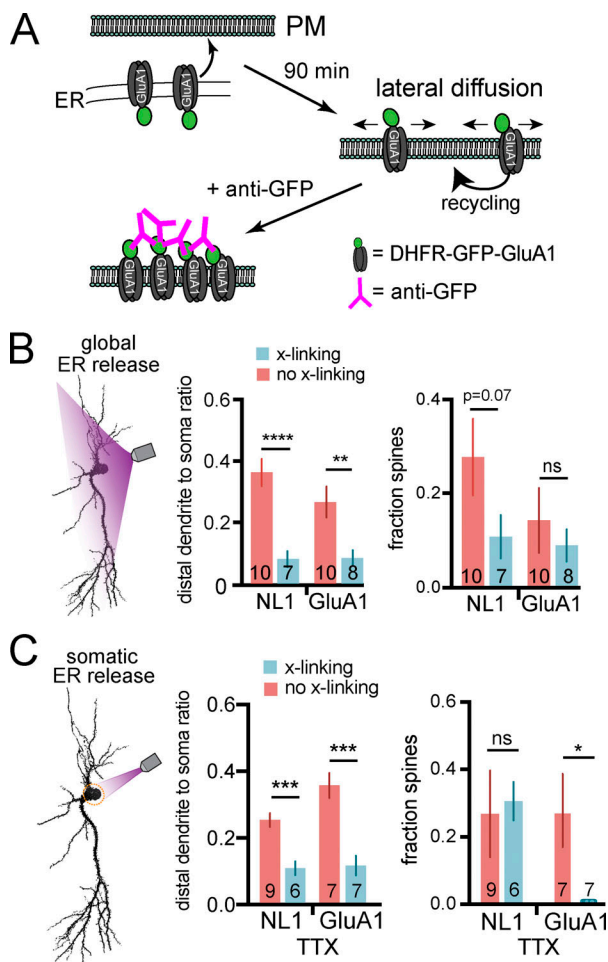 A
PM
ER
GluA1
GluA1
90 min
lateral diffusion
GluA1
GluA1
recycling
+ anti-GFP
GluA1
GluA1
GluA1
GluA1
= DHFR-GFP-GluA1
= anti-GFP
B
global
ER release
x-linking
no x-linking
distal dendrite to soma ratio
0.6
0.4
0.2
0
****
**
10
7
10
8
NL1
GluA1
fraction spines
0.4
0.2
0.0
p=0.07
ns
10
7
10
8
NL1
GluA1
C
somatic
ER release
x-linking
no x-linking
distal dendrite to soma ratio
0.6
0.4
0.2
0.0
***
***
9
6
7
7
NL1
GluA1
TTX
fraction spines
0.6
0.4
0.2
0.0
ns
*
9
6
7
7
NL1
GluA1
TTX